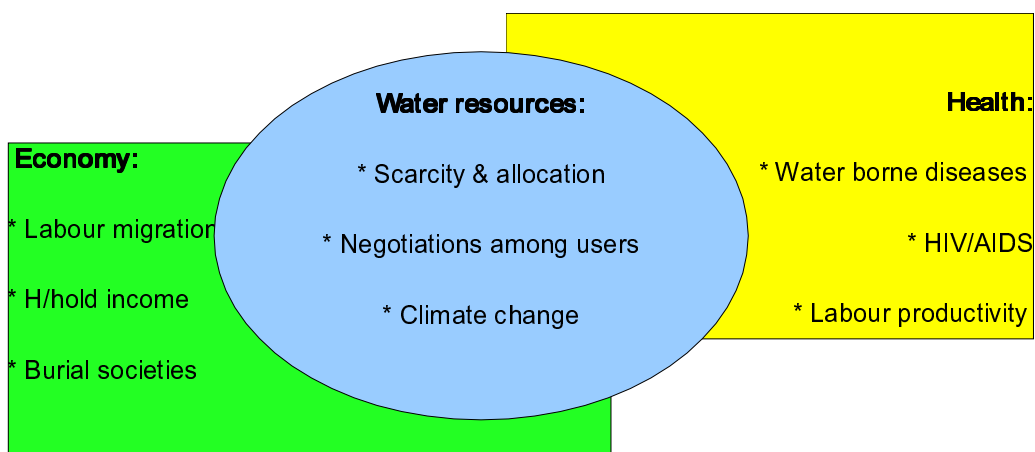 Economy:
* Labour migration
* H/hold income
* Burial societies
Water resources:
* Scarcity & allocation
* Negotiations among users
* Climate change
Health:
* Water borne diseases
* HIV/AIDS
* Labour productivity